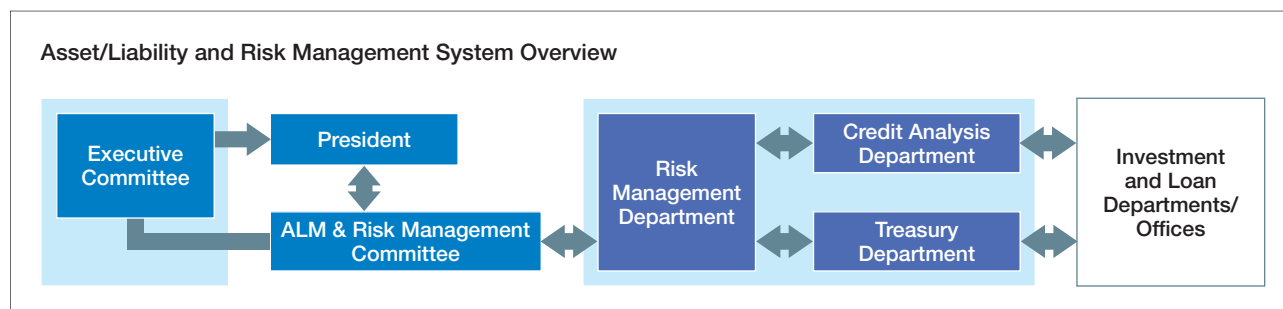 Asset/Liability and Risk Management System Overview
Executive
Committee
President
ALM & Risk Management
Committee
Risk
Management
Department
Credit Analysis
Department
Treasury
Department
Investment
and Loan
Departments/
Offices